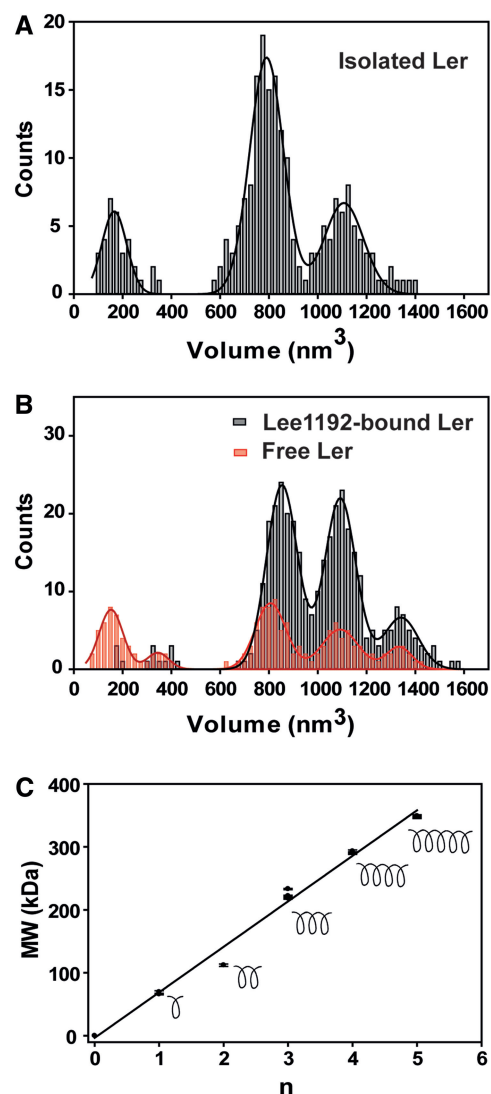 A
20
Isolated Ler
15
Counts
10
5
0
0 200 400 600 800 1000 1200 1400 1600
Volume (nm3)
B
Lee1192-bound Ler
30
Free Ler
Counts
20
10
0
0 200 400 600 800 1000 1200 1400 1600
Volume (nm3)
C
400
300
MW (kDa)
200
100
0
0 1 2 3 4 5 6
n